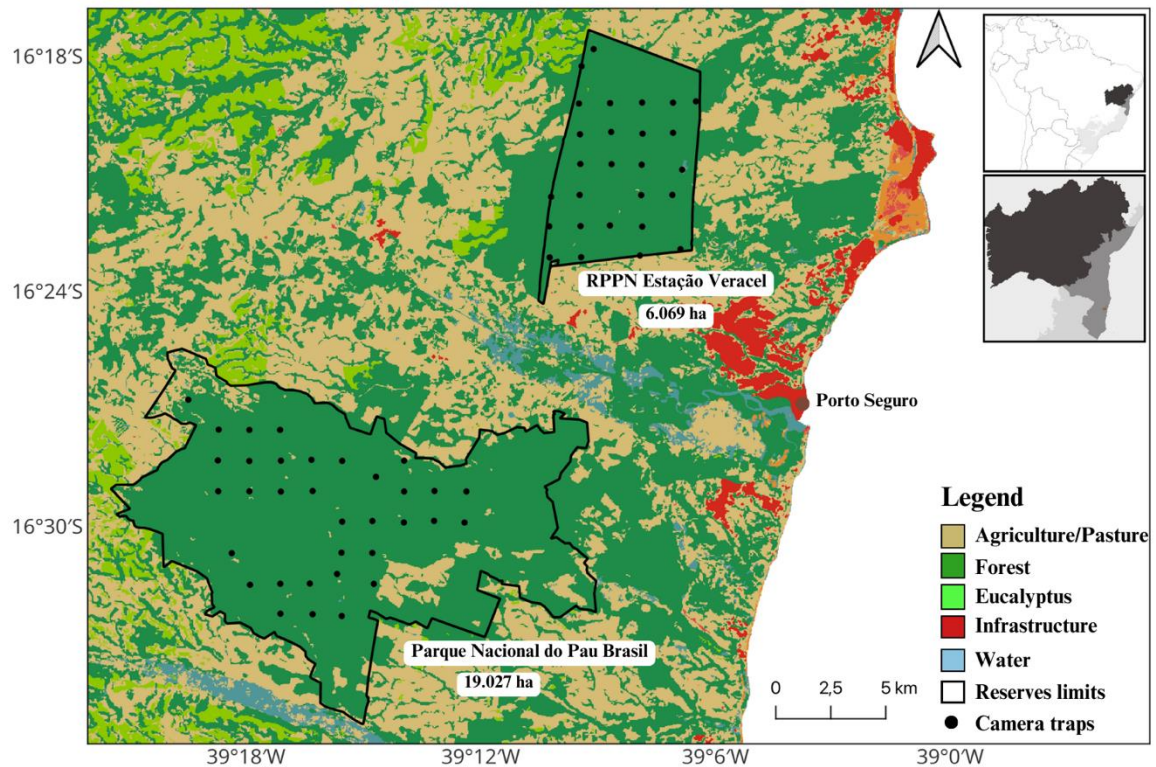 16°18'S
16°24'S
16°30'S
RPPN Estação Veracel
6.069 ha
Porto Seguro
Parque Nacional do Pau Brasil
19.027 ha
Legend
Agriculture/Pasture
Forest
Eucalyptus
Infrastructure
Water
Reserves limits
Camera traps
0 2,5 5 km
39°18'W 39°12'W 39°6'W 39°0'W